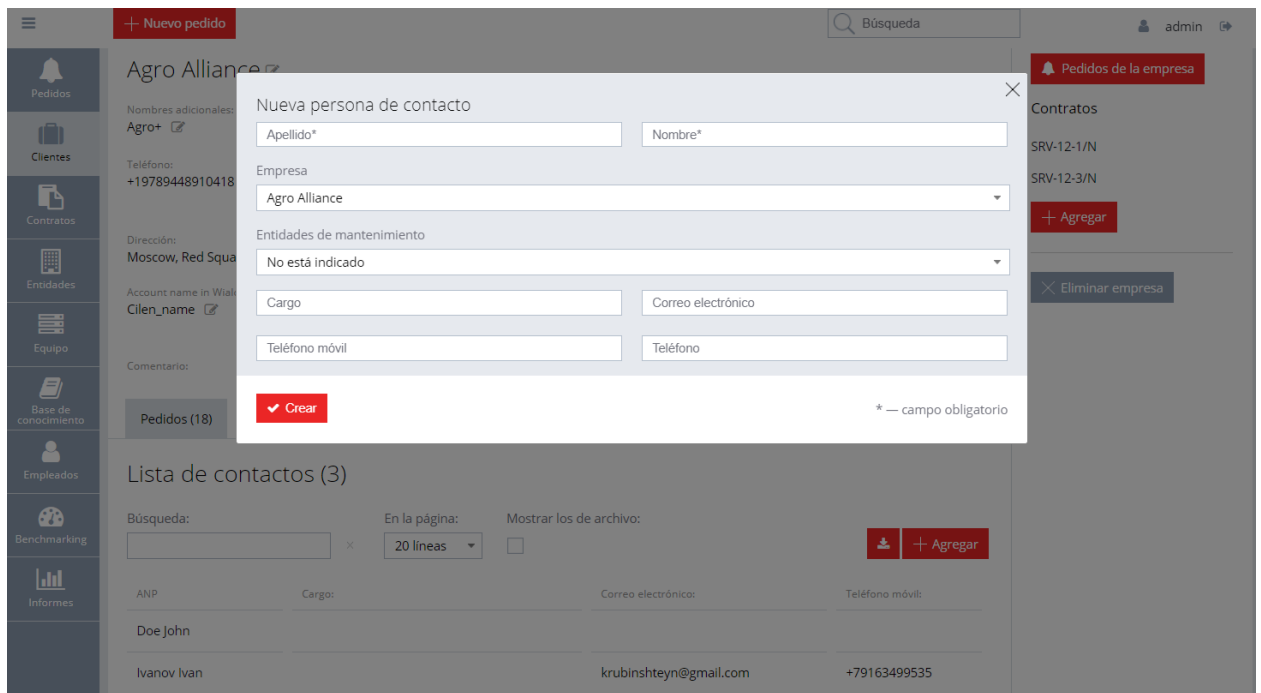 Nuevo pedido
Búsqueda
admin
Pedidos
Clientes
Contratos
Entidades
Equipo
Base de
conocimiento
Empleados
Benchmarking
Informes
Agro Alliance
Nombres adicionales:
Agro+
Teléfono:
+19789448910418
Dirección:
Moscow, Red Squa
Account name in Wial
Cilen_name
Comentario:
Pedidos (18)
Nueva persona de contacto
Apellido*
Nombre*
Empresa
Agro Alliance
Entidades de mantenimiento
No está indicado
Cargo
Correo electrónico
Teléfono móvil
Teléfono
Crear
* — campo obligatorio
Pedidos de la empresa
Contratos
SRV-12-1/N
SRV-12-3/N
Agregar
Eliminar empresa
Lista de contactos (3)
Búsqueda:
En la página:
Mostrar los de archivo:
20 líneas
Agregar
ANP
Cargo:
Correo electrónico:
Teléfono móvil:
Doe John
Ivanov Ivan
krubinshteyn@gmail.com
+79163499535